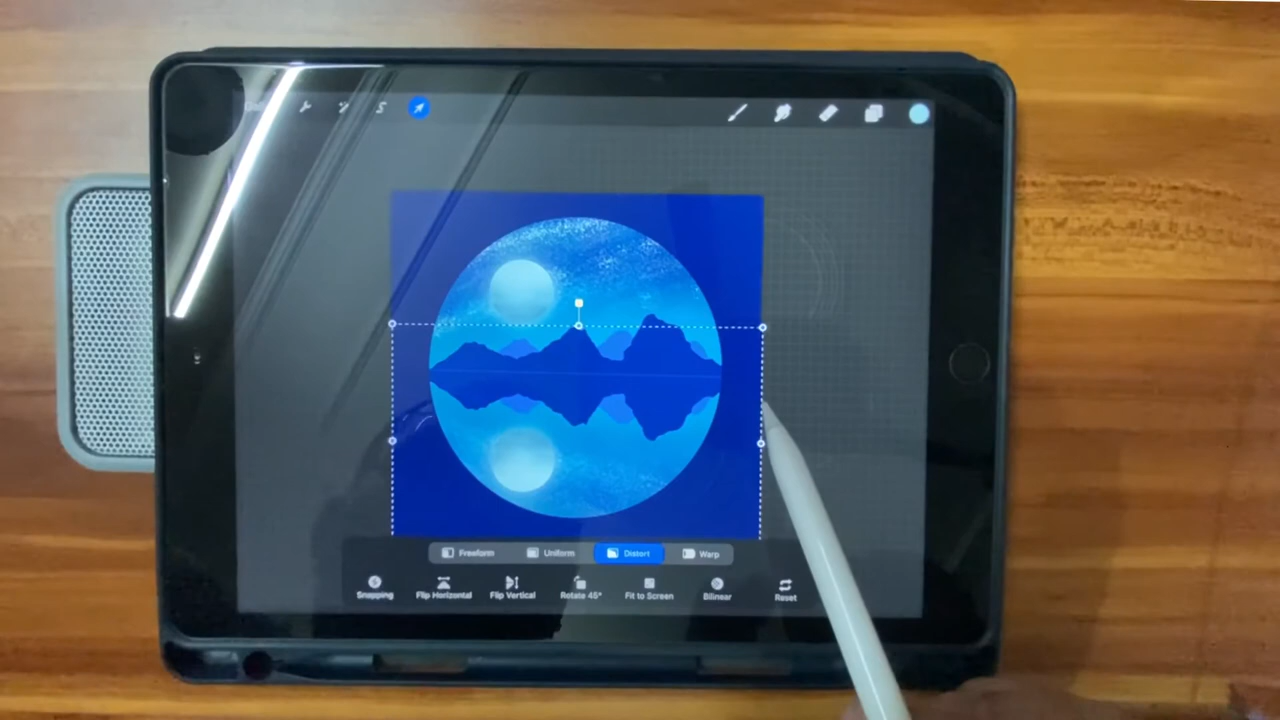 Freeform Uniform Distort Warp
Snapping Flip Horizontal Flip Vertical Rotate 45° Fit to Screen Bilinear Reset